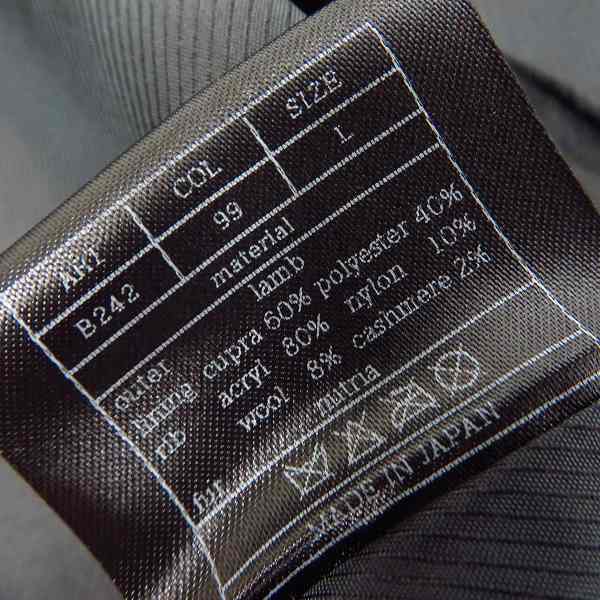 ART COL SIZE
B242 99 L
material
outer lamb
lining cupra 60% polyester 40%
rib acryl 80% nylon 10%
wool 8% cashmere 2%
fur nutria
MADE IN JAPAN